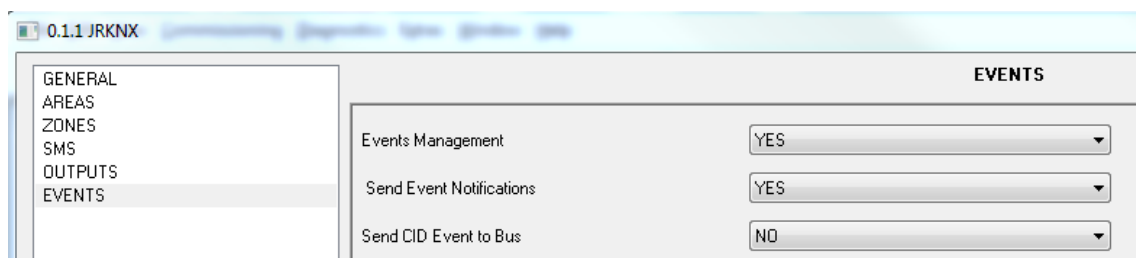 0.1.1 JRKNX
GENERAL
AREAS
ZONES
SMS
OUTPUTS
EVENTS
EVENTS
Events Management YES
Send Event Notifications YES
Send CID Event to Bus NO